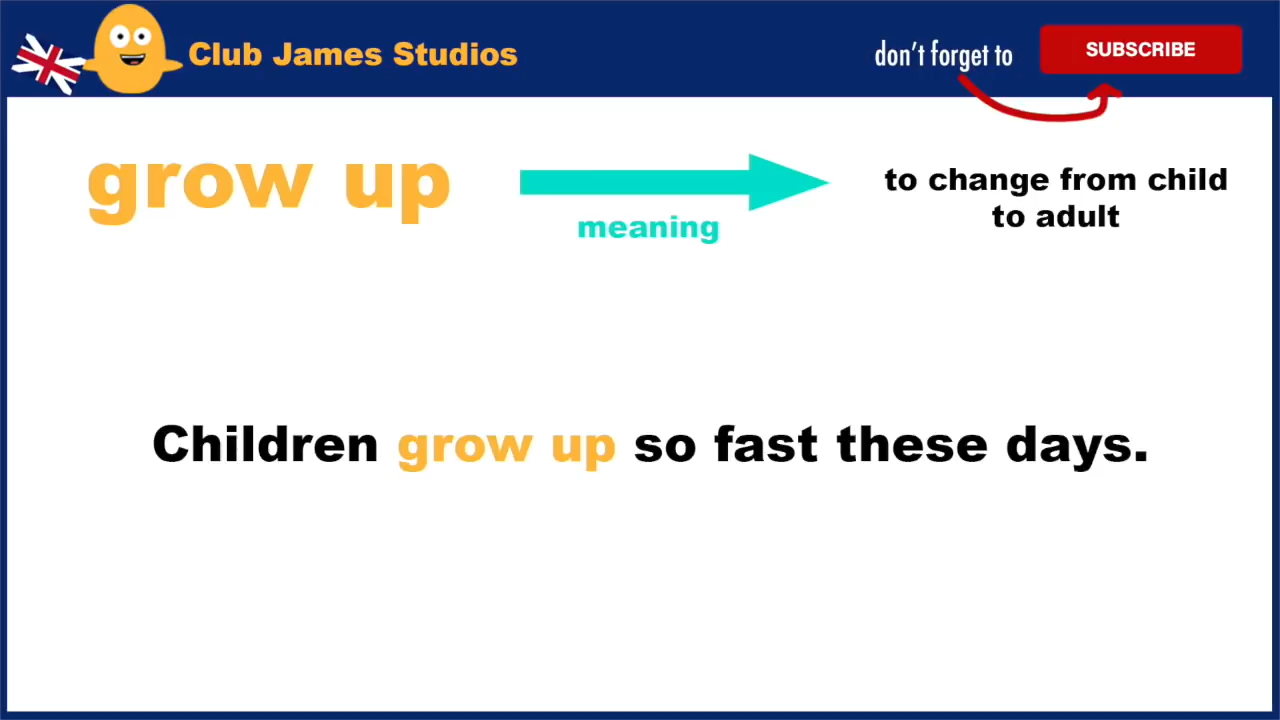 Club James Studios
don't forget to
SUBSCRIBE
grow up
meaning
to change from child
to adult
Children grow up so fast these days.